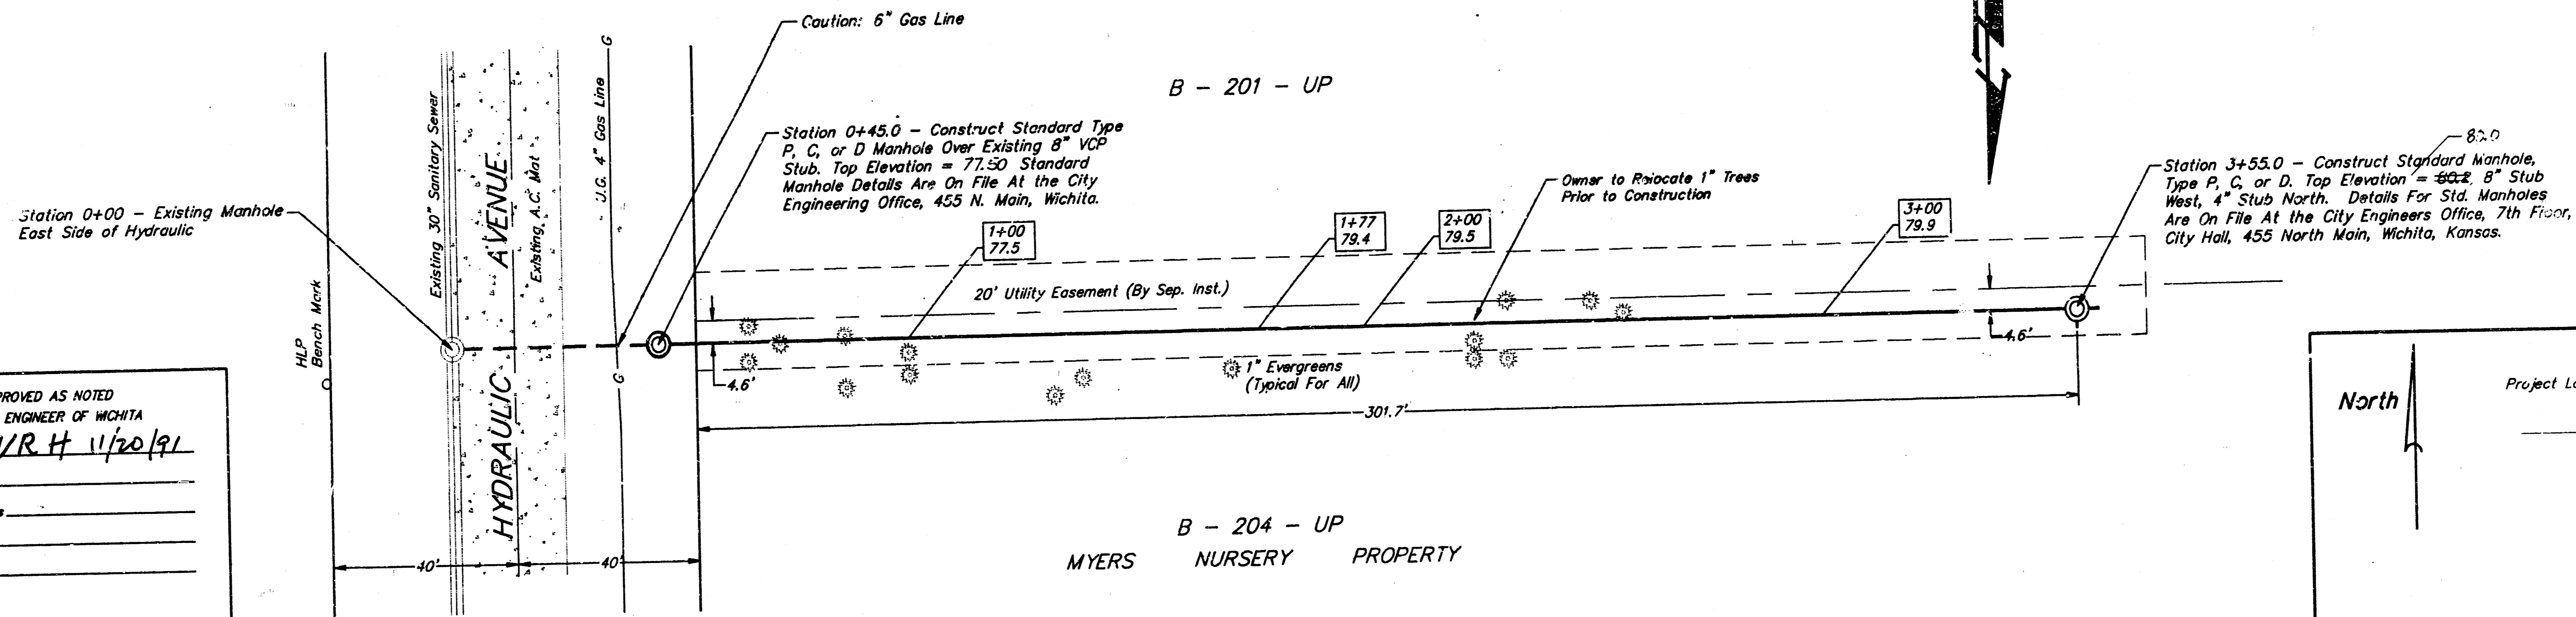 Caution: 6" Gas Line
B - 201 - UP
Station 0+45.0 - Construct Standard Type
P, C, or D Manhole Over Existing 8" VCP
Stub. Top Elevation = 77.50 Standard
Manhole Details Are On File At the City
Engineering Office, 455 N. Main, Wichita.
Station 0+00 - Existing Manhole
East Side of Hydraulic
Existing 30" Sanitary Sewer
HYDRAULIC AVENUE
Existing A.C. Mat
U.G. 4" Gas Line
G
G
HLP
Bench Mark
1+00
77.5
1+77
79.4
2+00
79.5
Owner to Relocate 1" Trees
Prior to Construction
3+00
79.9
Station 3+55.0 - Construct Standard Manhole,
Type P, C, or D. Top Elevation = 80.2. 8" Stub
West, 4" Stub North. Details For Std. Manholes
Are On File At the City Engineers Office, 7th Floor,
City Hall, 455 North Main, Wichita, Kansas.
20' Utility Easement (By Sep. Inst.)
1" Evergreens
(Typical For All)
4.6'
4.6'
301.7'
40'
40'
B - 204 - UP
MYERS NURSERY PROPERTY
PROVED AS NOTED
ENGINEER OF WICHITA
11/20/91
North
Project Lo